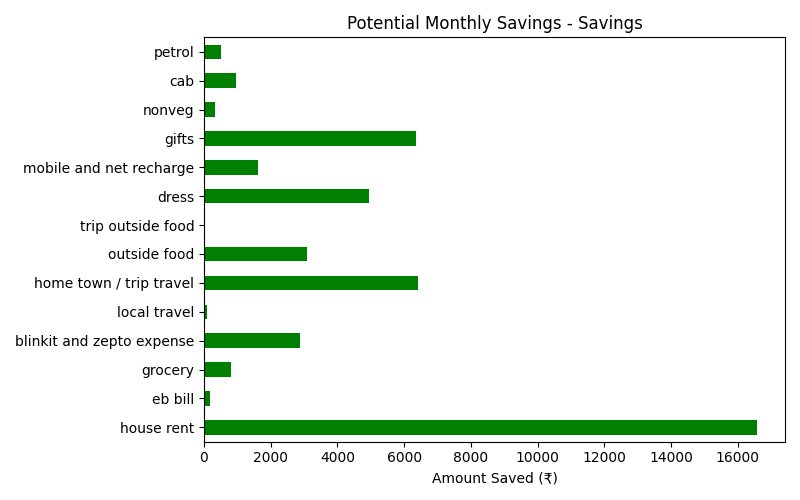 Potential Monthly Savings - Savings
petrol
cab
nonveg
gifts
mobile and net recharge
dress
trip outside food
outside food
home town / trip travel
local travel
blinkit and zepto expense
grocery
eb bill
house rent
0 2000 4000 6000 8000 10000 12000 14000 16000
Amount Saved (₹)